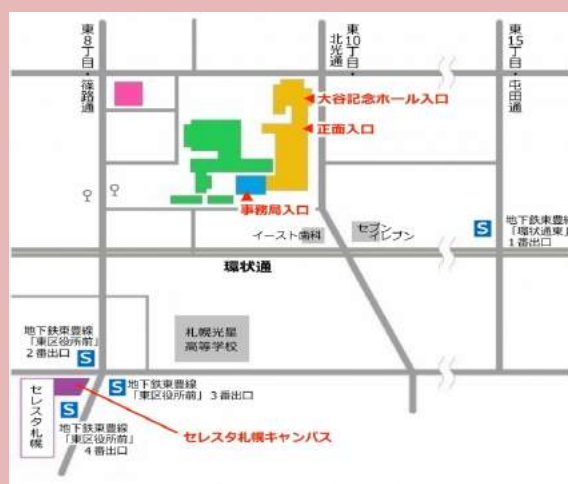 東8丁目・篠路通
北光通
東10丁目
東15丁目・屯田通
大谷記念ホール入口
正面入口
事務局入口
イースト歯科
セブン
イレブン
S
地下鉄東豊線
「環状通東」
1番出口
環状通
札幌光星
高等学校
地下鉄東豊線
「東区役所前」
2番出口
S
S
地下鉄東豊線
「東区役所前」3番出口
セレスタ札幌
S
地下鉄東豊線
「東区役所前」
4番出口
セレスタ札幌キャンパス